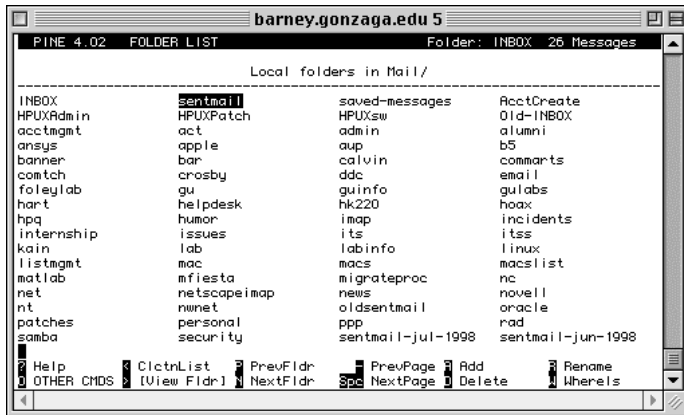 barney.gonzaga.edu 5
PINE 4.02 FOLDER LIST Folder: INBOX 26 Messages
Local folders in Mail/
INBOX sentmail saved-messages AcctCreate
HPUXAdmin HPUXPatch HPUXsw Old-INBOX
acctmgmt act admin alumni
ansys apple aup b5
banner bar calvin commarts
comtch crosby ddc email
foleylab gu guinfo gulabs
hart helpdesk hk220 hoax
hpq humor imap incidents
internship issues its itss
kain lab labinfo linux
listmgmt mac macs macslist
matlab mfiesta migrateproc nc
net netscapeimap news novell
nt nwnet oldsentmail oracle
patches personal ppp rad
samba security sentmail-jul-1998 sentmail-jun-1998
? Help < ClctnList P PrevFldr - PrevPage A Add R Rename
O OTHER CMDS > [View Fldr] N NextFldr Spc NextPage D Delete W WhereIs